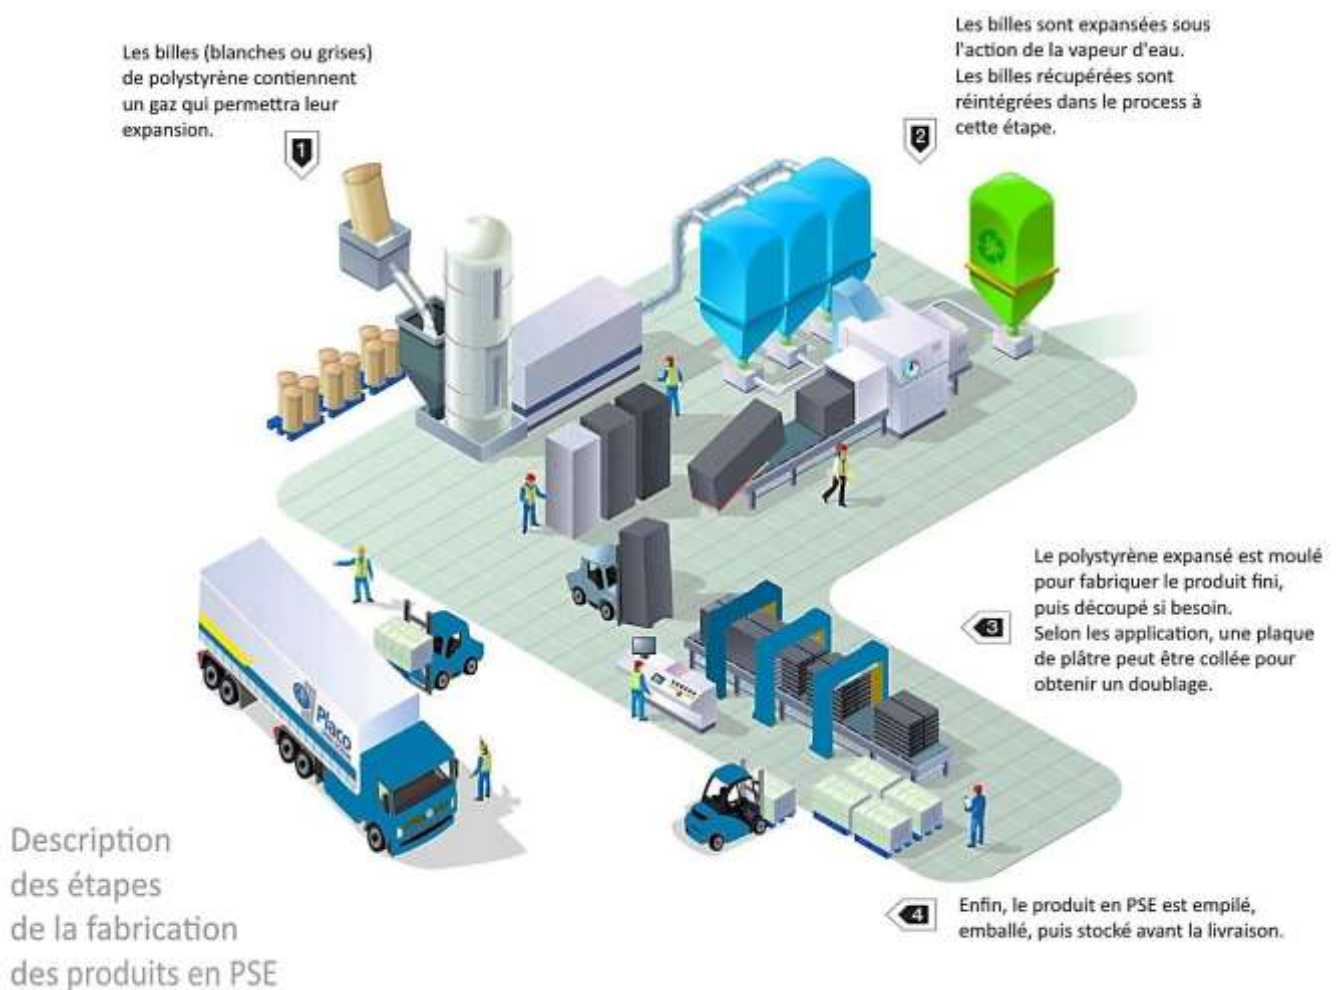 Les billes (blanches ou grises)
de polystyrène contiennent
un gaz qui permettra leur
expansion.
1
Les billes sont expansées sous
l'action de la vapeur d'eau.
Les billes récupérées sont
réintégrées dans le process à
cette étape.
2
Le polystyrène expansé est moulé
pour fabriquer le produit fini,
puis découpé si besoin.
Selon les application, une plaque
de plâtre peut être collée pour
obtenir un doublage.
3
Placo
Description
des étapes
de la fabrication
des produits en PSE
4
Enfin, le produit en PSE est empilé,
emballé, puis stocké avant la livraison.